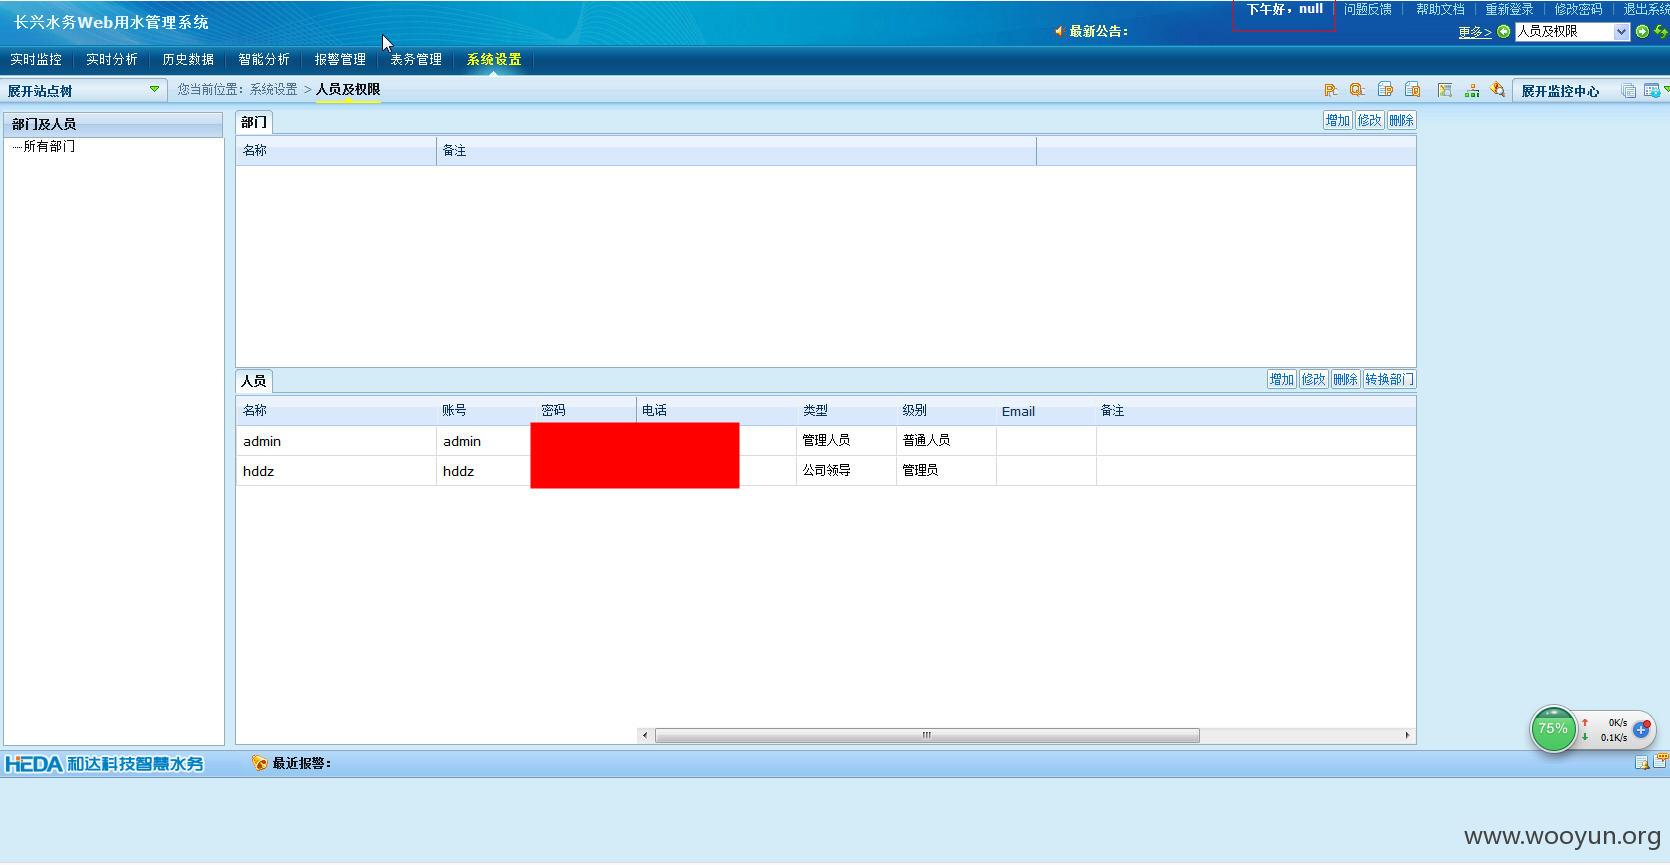 长兴水务Web用水管理系统
下午好，null 问题反馈 帮助文档 重新登录 修改密码 退出系统
最新公告：
更多> 人员及权限
实时监控 实时分析 历史数据 智能分析 报警管理 表务管理 系统设置
展开站点树 您当前位置：系统设置 > 人员及权限 展开监控中心
部门及人员
所有部门
部门 增加 修改 删除
名称 备注
人员 增加 修改 删除 转换部门
名称 账号 密码 电话 类型 级别 Email 备注
admin admin 管理人员 普通人员
hddz hddz 公司领导 管理员
75% 0K/s
0.1K/s
HEDA 和达科技智慧水务 最近报警：
www.wooyun.org